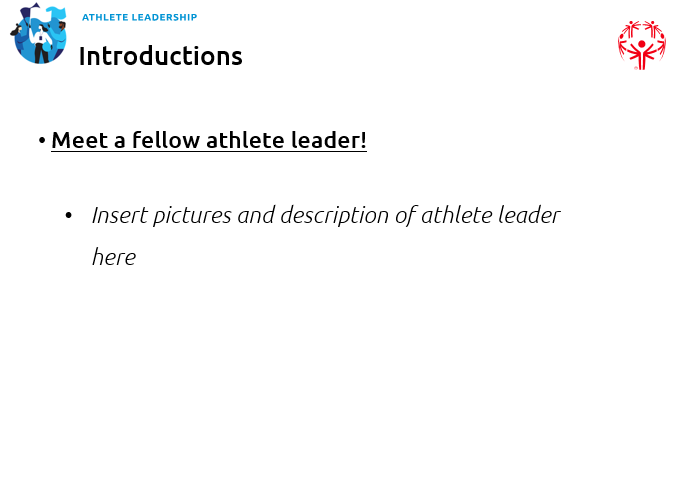 ATHLETE LEADERSHIP
Introductions
• Meet a fellow athlete leader!
• Insert pictures and description of athlete leader
here